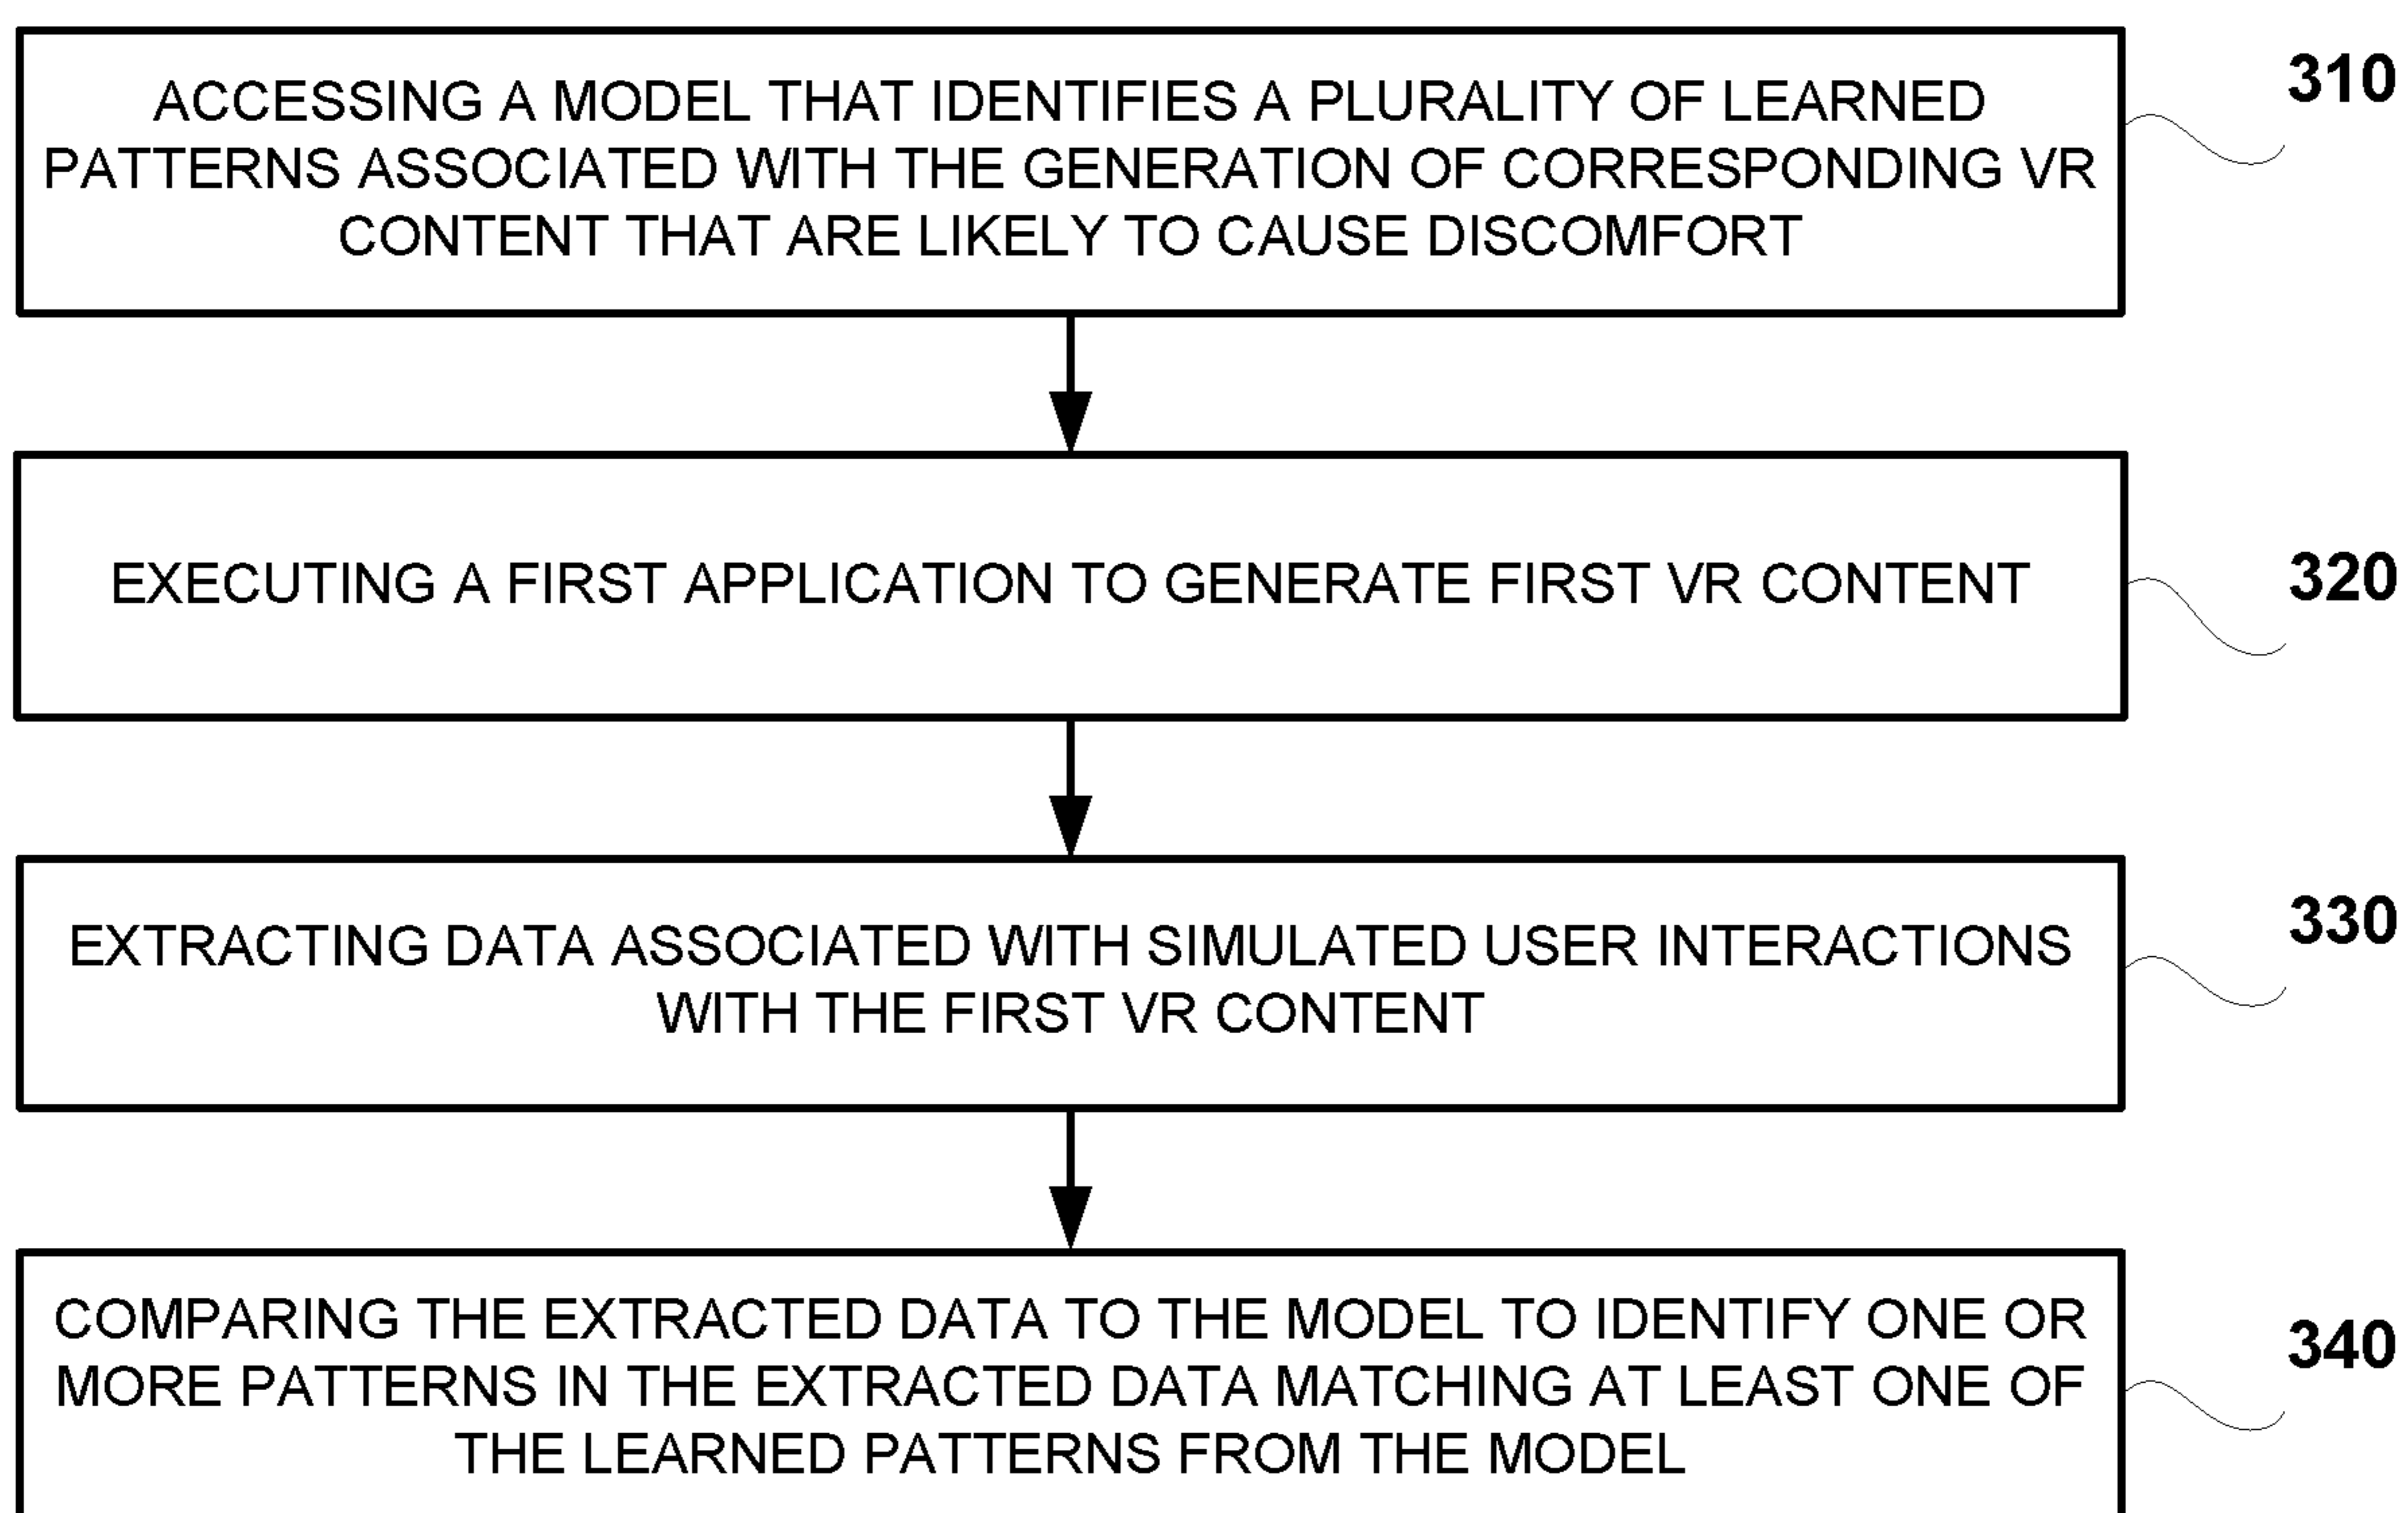 ACCESSING A MODEL THAT IDENTIFIES A PLURALITY OF LEARNED
PATTERNS ASSOCIATED WITH THE GENERATION OF CORRESPONDING VR
CONTENT THAT ARE LIKELY TO CAUSE DISCOMFORT
310
EXECUTING A FIRST APPLICATION TO GENERATE FIRST VR CONTENT
320
EXTRACTING DATA ASSOCIATED WITH SIMULATED USER INTERACTIONS
WITH THE FIRST VR CONTENT
330
COMPARING THE EXTRACTED DATA TO THE MODEL TO IDENTIFY ONE OR
MORE PATTERNS IN THE EXTRACTED DATA MATCHING AT LEAST ONE OF
THE LEARNED PATTERNS FROM THE MODEL
340